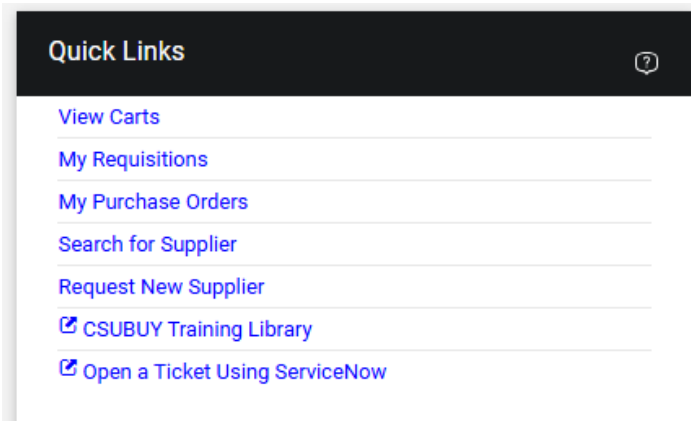 Quick Links
View Carts
My Requisitions
My Purchase Orders
Search for Supplier
Request New Supplier
CSUBUY Training Library
Open a Ticket Using ServiceNow